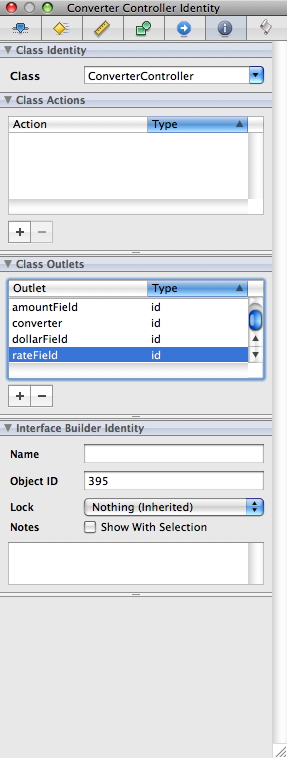 Converter Controller Identity
Class Identity
Class ConverterController
Class Actions
Action Type
+ −
Class Outlets
Outlet Type
amountField id
converter id
dollarField id
rateField id
+ −
Interface Builder Identity
Name
Object ID 395
Lock Nothing (Inherited)
Notes Show With Selection